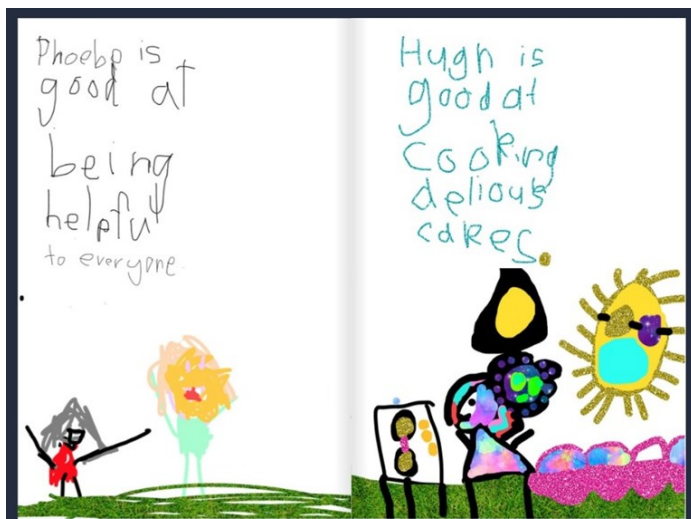 Phoebe is
good at
being
helpful
to everyone.
Hugh is
good at
cooking
delious
cakes.